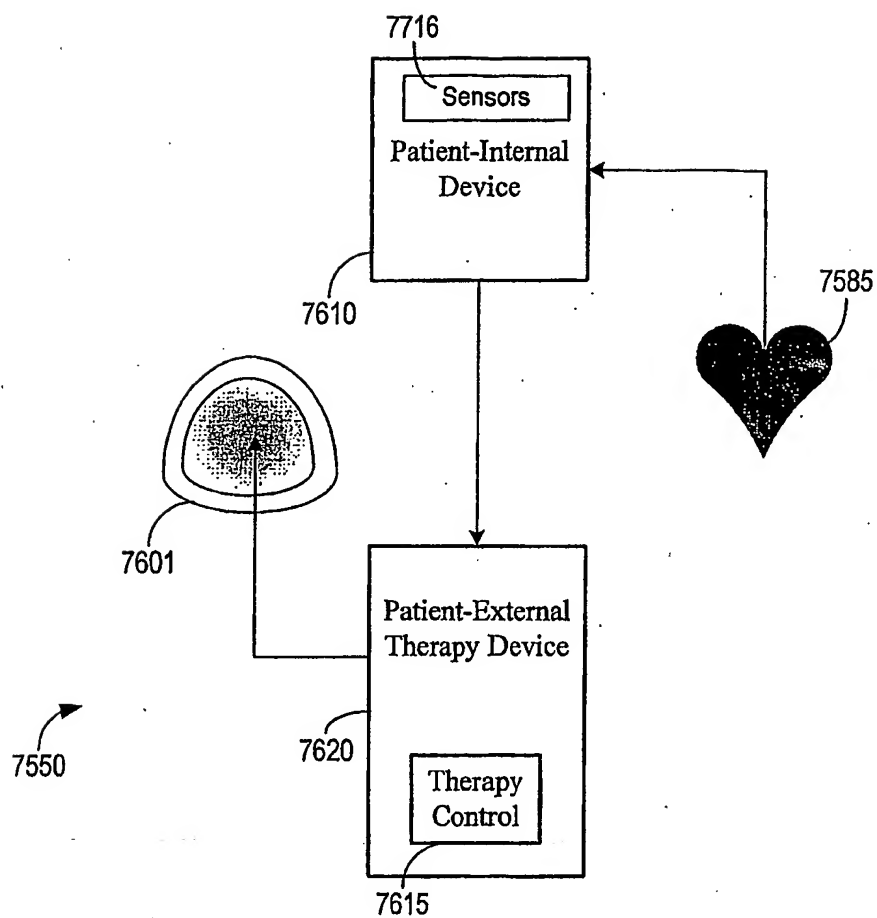 7716
Sensors
Patient-Internal
Device
7610
7585
7601
Patient-External
Therapy Device
7620
7550
Therapy
Control
7615